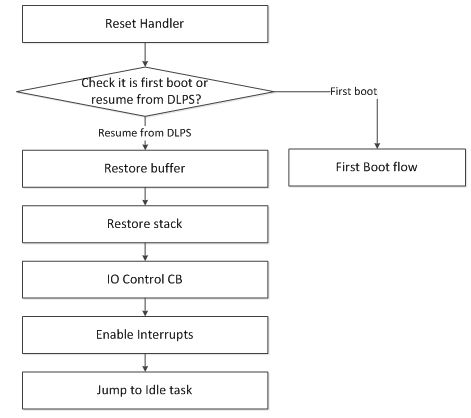 Reset Handler
Check it is first boot or
resume from DLPS?
First boot
Resume from DLPS
Restore buffer
First Boot flow
Restore stack
IO Control CB
Enable Interrupts
Jump to Idle task